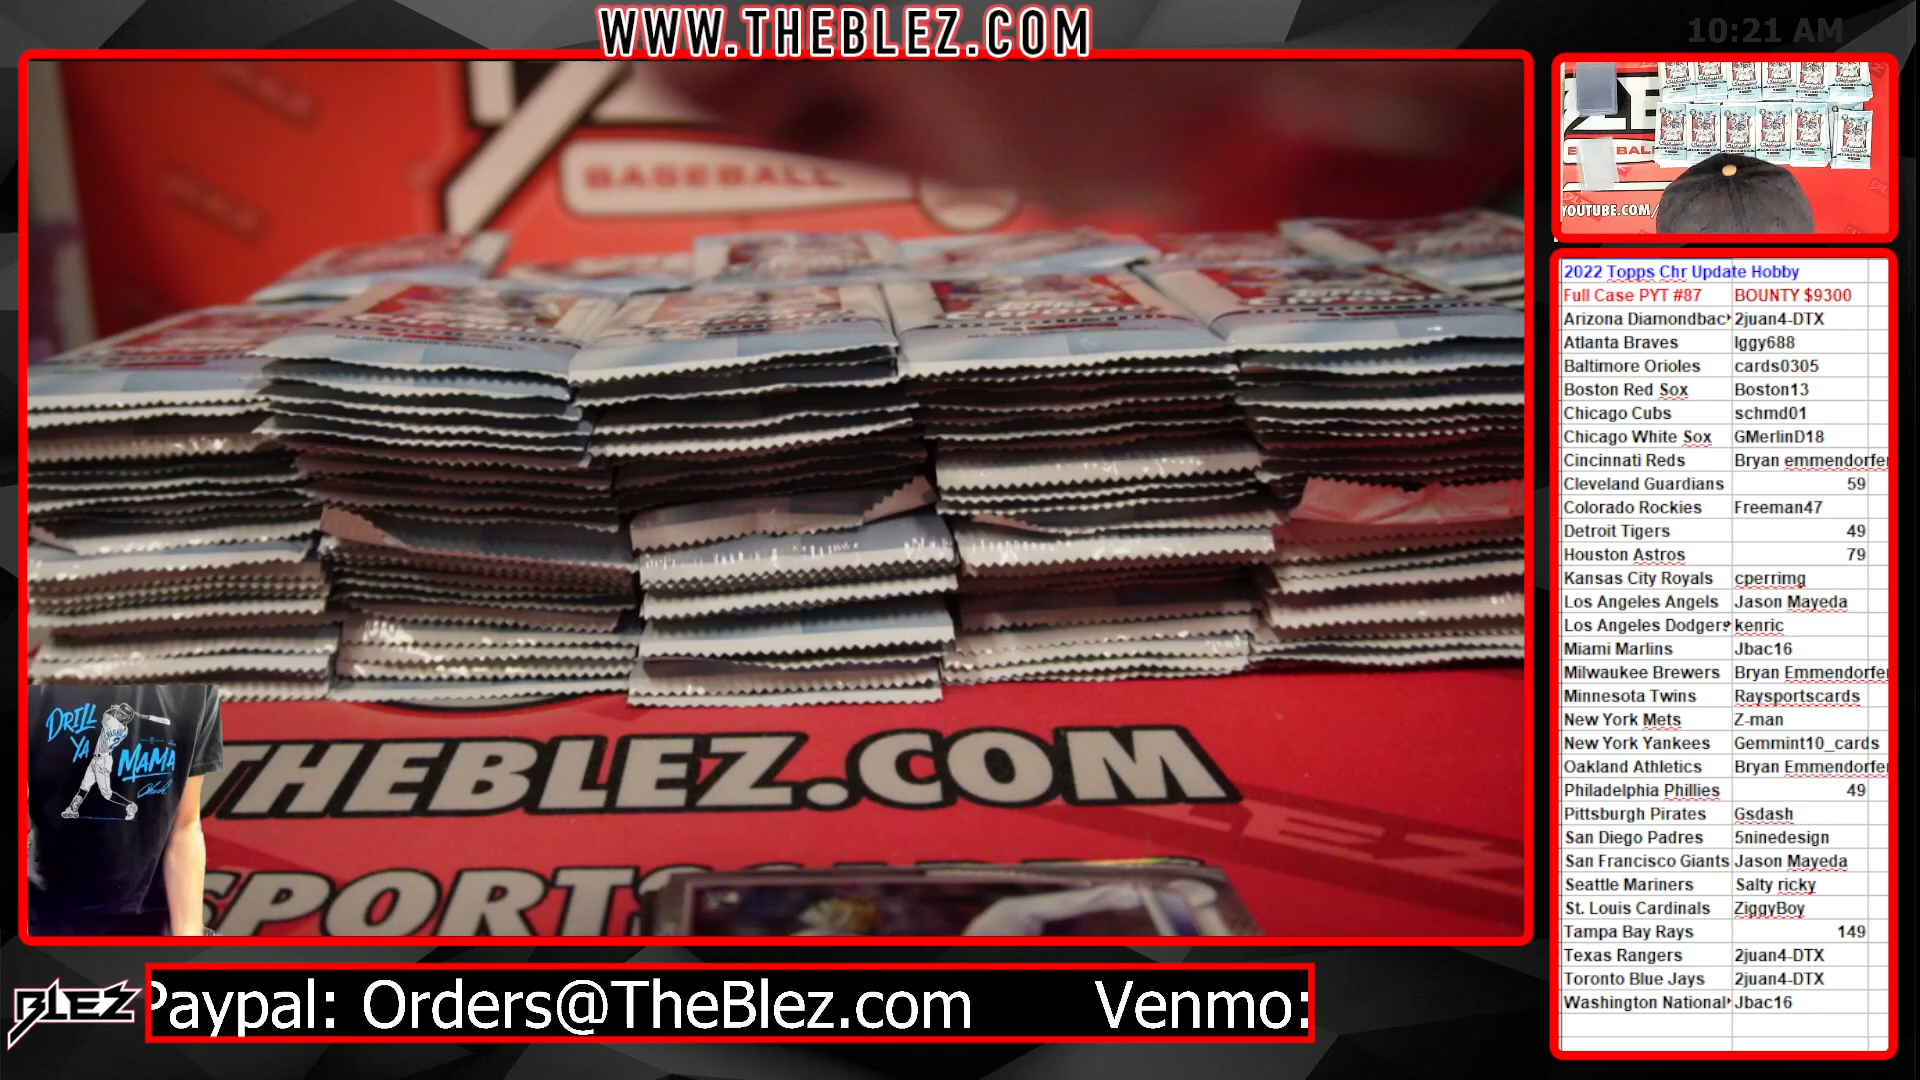 WWW.THEBLEZ.COM
10:21 AM
BASEBALL
BASEBALL
YOUTUBE.COM/
2022 Topps Chr Update Hobby
Full Case PYT #87 BOUNTY $9300
Arizona Diamondbac 2juan4-DTX
Atlanta Braves Iggy688
Baltimore Orioles cards0305
Boston Red Sox Boston13
Chicago Cubs schmd01
Chicago White Sox GMerlinD18
Cincinnati Reds Bryan emmendorfer
Cleveland Guardians 59
Colorado Rockies Freeman47
Detroit Tigers 49
Houston Astros 79
Kansas City Royals cperrimg
Los Angeles Angels Jason Mayeda
Los Angeles Dodgers kenric
Miami Marlins Jbac16
Milwaukee Brewers Bryan Emmendorfer
Minnesota Twins Raysportscards
New York Mets Z-man
New York Yankees Gemmint10_cards
Oakland Athletics Bryan Emmendorfer
Philadelphia Phillies 49
Pittsburgh Pirates Gsdash
San Diego Padres 5ninedesign
San Francisco Giants Jason Mayeda
Seattle Mariners Salty ricky
St. Louis Cardinals ZiggyBoy
Tampa Bay Rays 149
Texas Rangers 2juan4-DTX
Toronto Blue Jays 2juan4-DTX
Washington National Jbac16
DRILL
YA
MAMA
THEBLEZ.COM
BLEZ
Paypal: Orders@TheBlez.com Venmo: